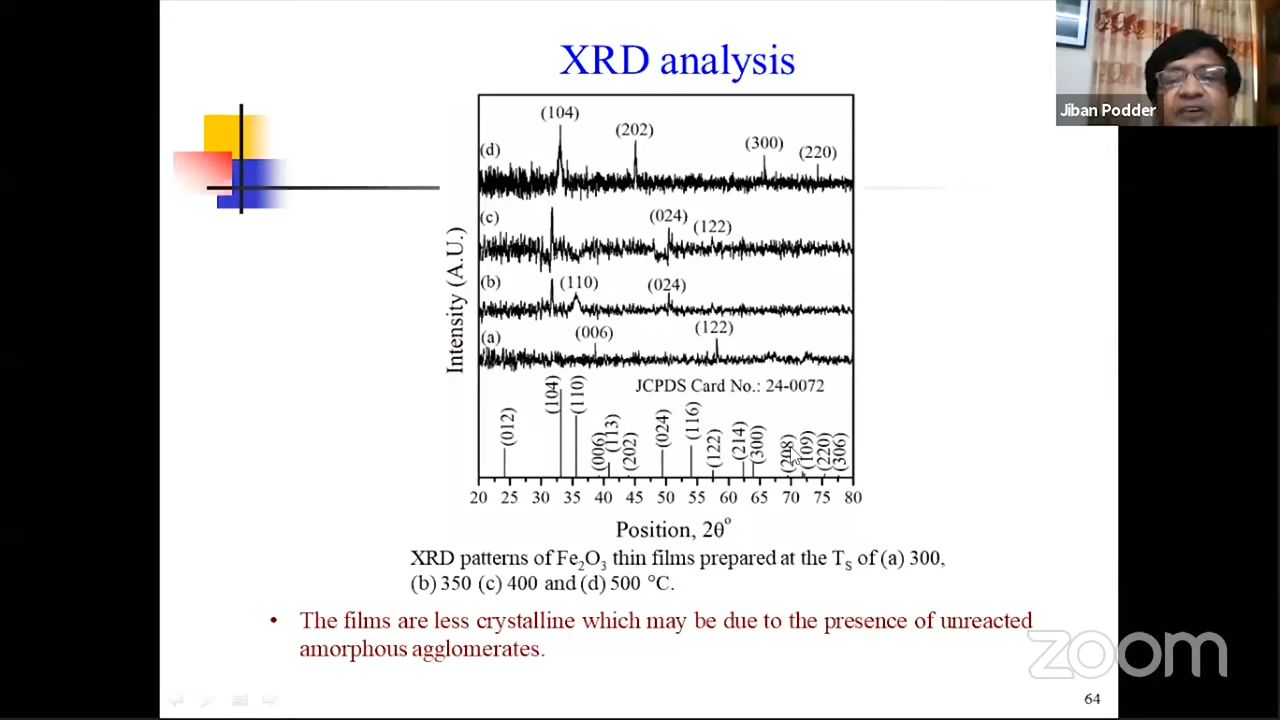 XRD analysis
Jiban Podder
(104)
(202)
(300)
(220)
(d)
(c)
(024)
(122)
(b)
(110)
(024)
(a)
(006)
(122)
JCPDS Card No.: 24-0072
(012)
(104)
(110)
(006)
(113)
(202)
(024)
(116)
(122)
(214)
(300)
(208)
(109)
(220)
(306)
Intensity (A.U.)
20 25 30 35 40 45 50 55 60 65 70 75 80
Position, 2θ°
XRD patterns of Fe₂O₃ thin films prepared at the Tₛ of (a) 300,
(b) 350 (c) 400 and (d) 500 °C.
• The films are less crystalline which may be due to the presence of unreacted
amorphous agglomerates.
zoom
64